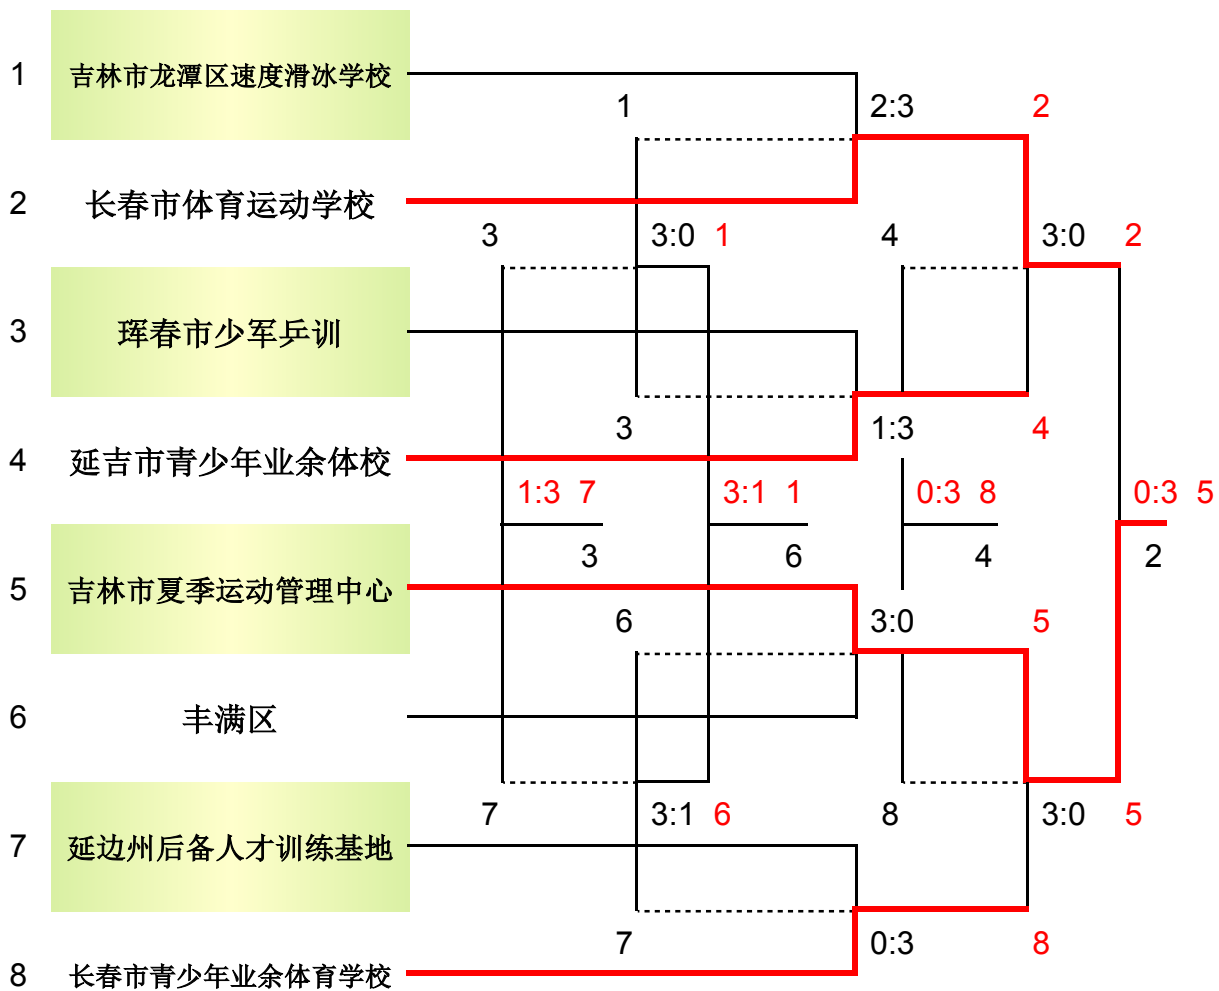 1 吉林市龙潭区速度滑冰学校
1 2:3 2
2 长春市体育运动学校
3 3:0 1 4 3:0 2
3 珲春市少军乒训
3 1:3 4
4 延吉市青少年业余体校
1:3 7 3:1 1 0:3 8 0:3 5
3 6 4 2
5 吉林市夏季运动管理中心
6 3:0 5
6 丰满区
7 3:1 6 8 3:0 5
7 延边州后备人才训练基地
7 0:3 8
8 长春市青少年业余体育学校